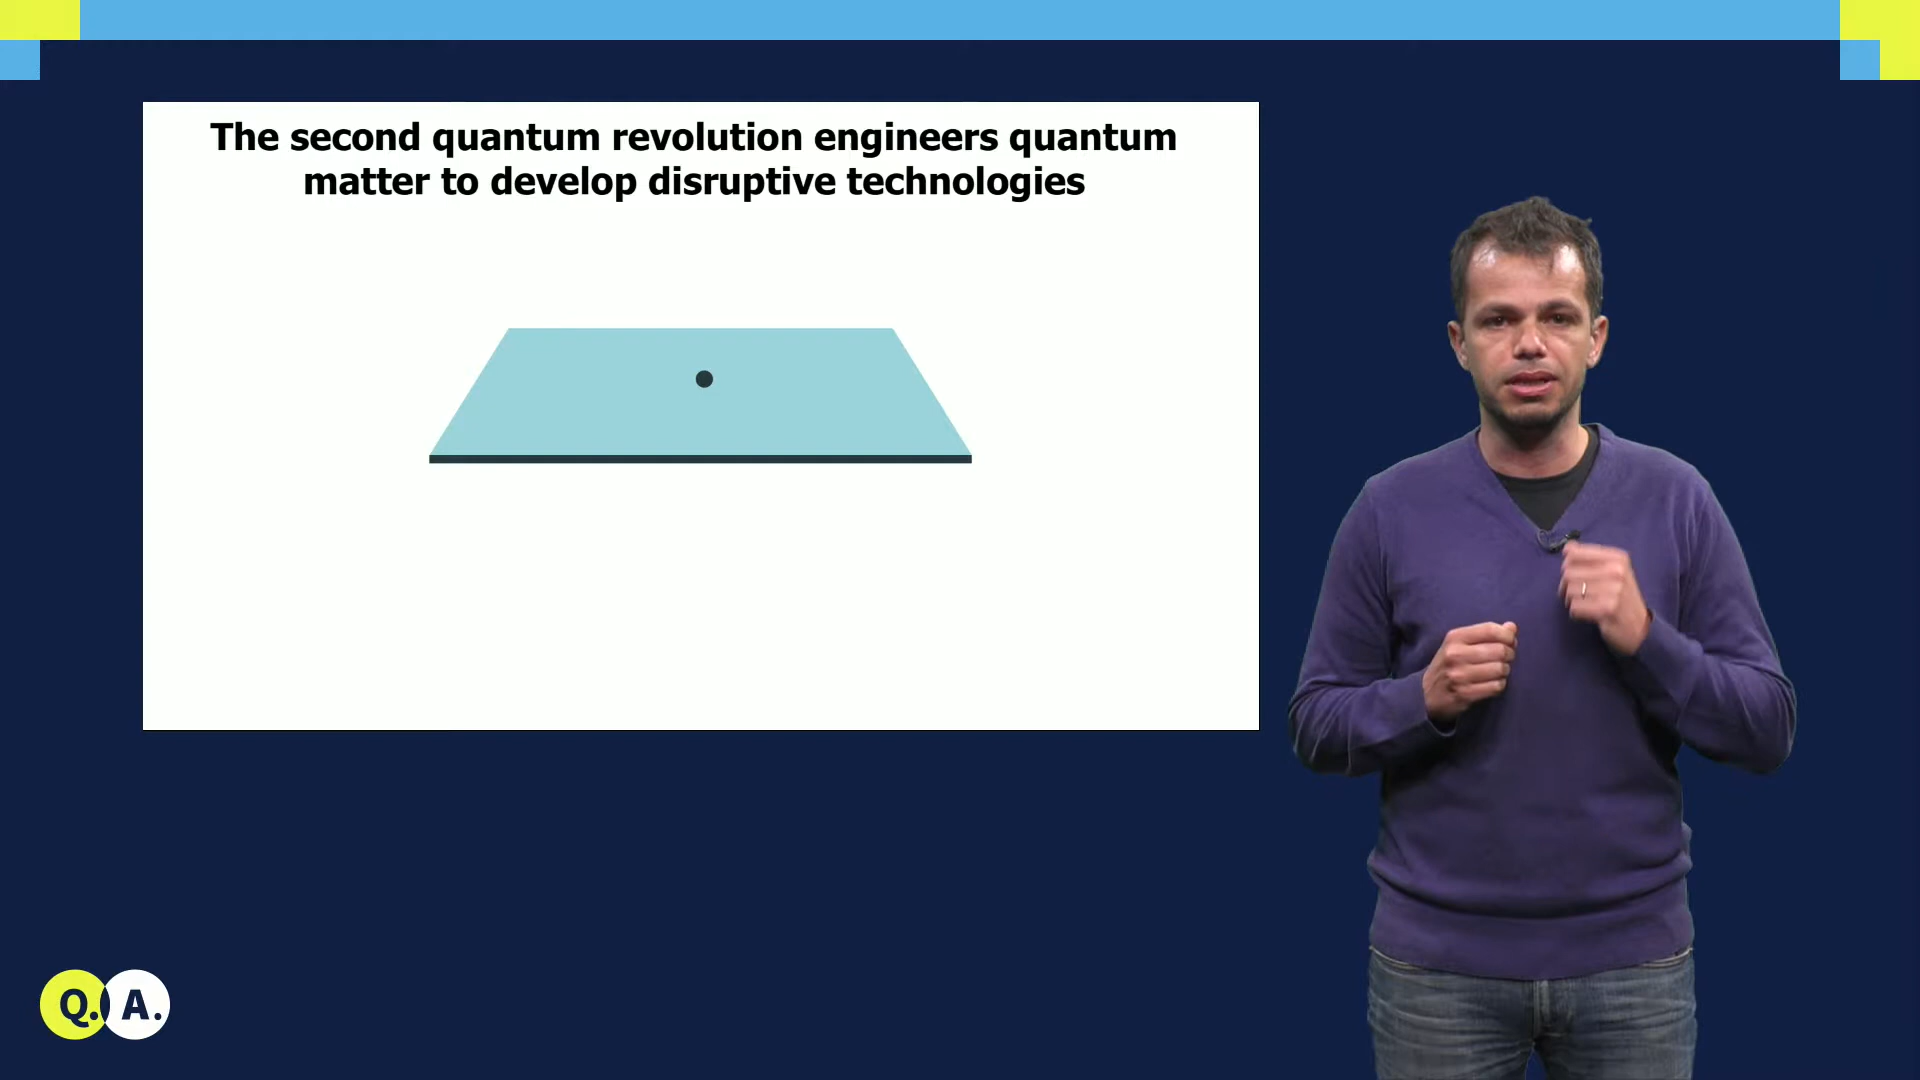 The second quantum revolution engineers quantum
matter to develop disruptive technologies
Q. A.